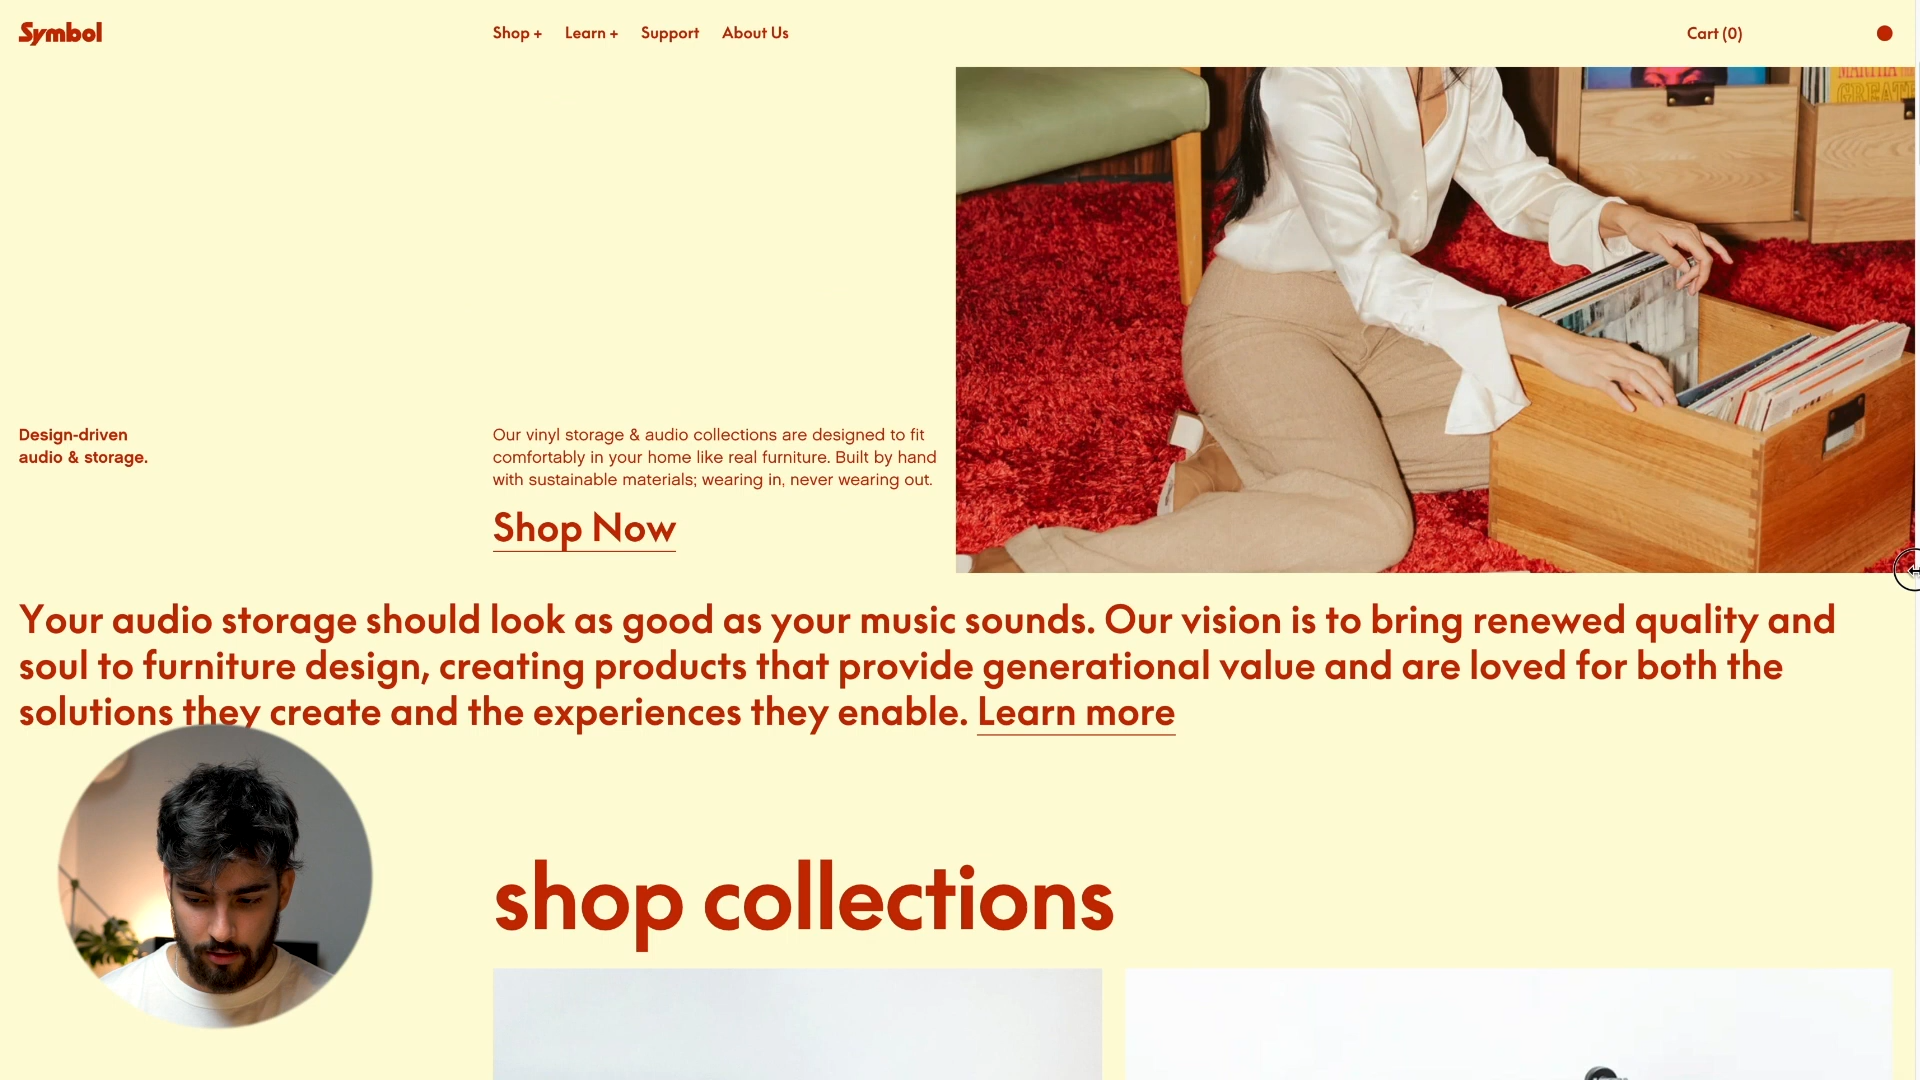 Symbol
Shop +
Learn +
Support
About Us
Cart (0)
GREAT
Design-driven
audio & storage.
Our vinyl storage & audio collections are designed to fit
comfortably in your home like real furniture. Built by hand
with sustainable materials; wearing in, never wearing out.
Shop Now
Your audio storage should look as good as your music sounds. Our vision is to bring renewed quality and
soul to furniture design, creating products that provide generational value and are loved for both the
solutions they create and the experiences they enable. Learn more
shop collections